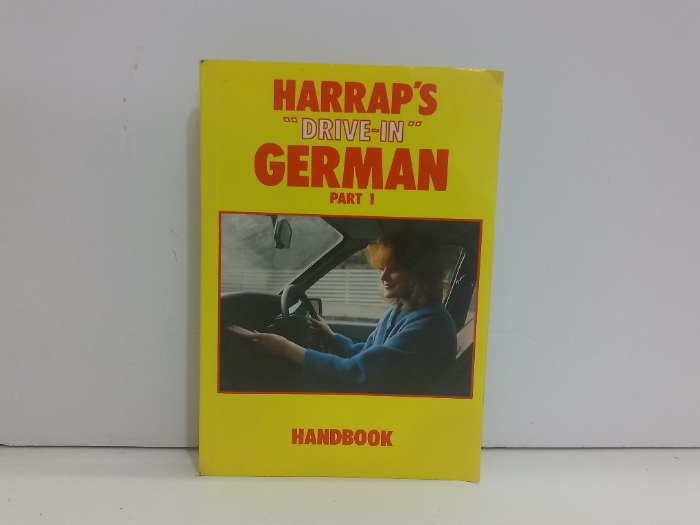 HARRAP'S
"DRIVE-IN"
GERMAN
PART 1
HANDBOOK